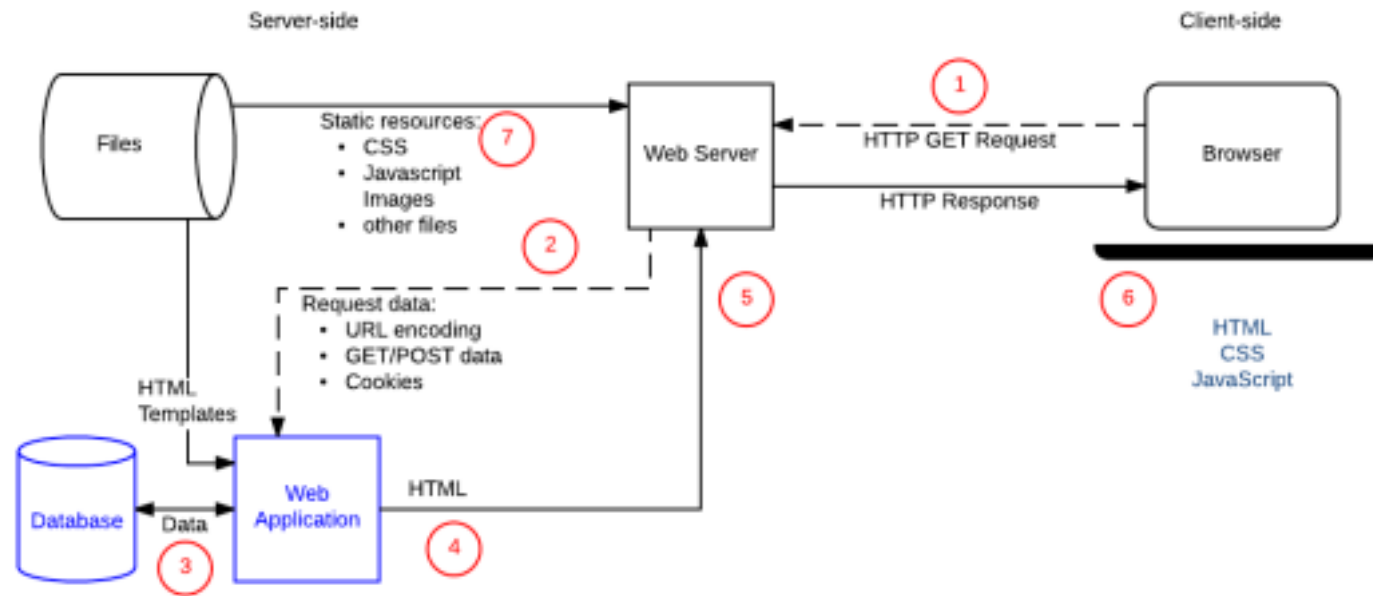 Server-side
Client-side
1
Files
Static resources:
• CSS
• Javascript
Images
• other files
7
Web Server
HTTP GET Request
HTTP Response
Browser
2
Request data:
• URL encoding
• GET/POST data
• Cookies
5
6
HTML
CSS
JavaScript
HTML
Templates
Database
Data
3
Web
Application
HTML
4